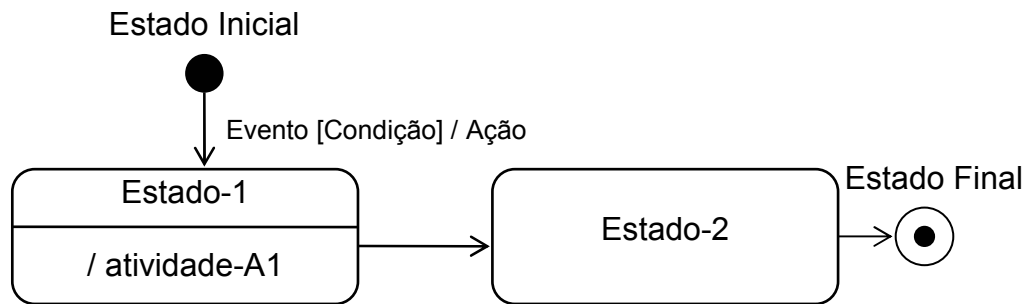 Estado Inicial
Evento [Condição] / Ação
Estado-1
/ atividade-A1
Estado-2
Estado Final